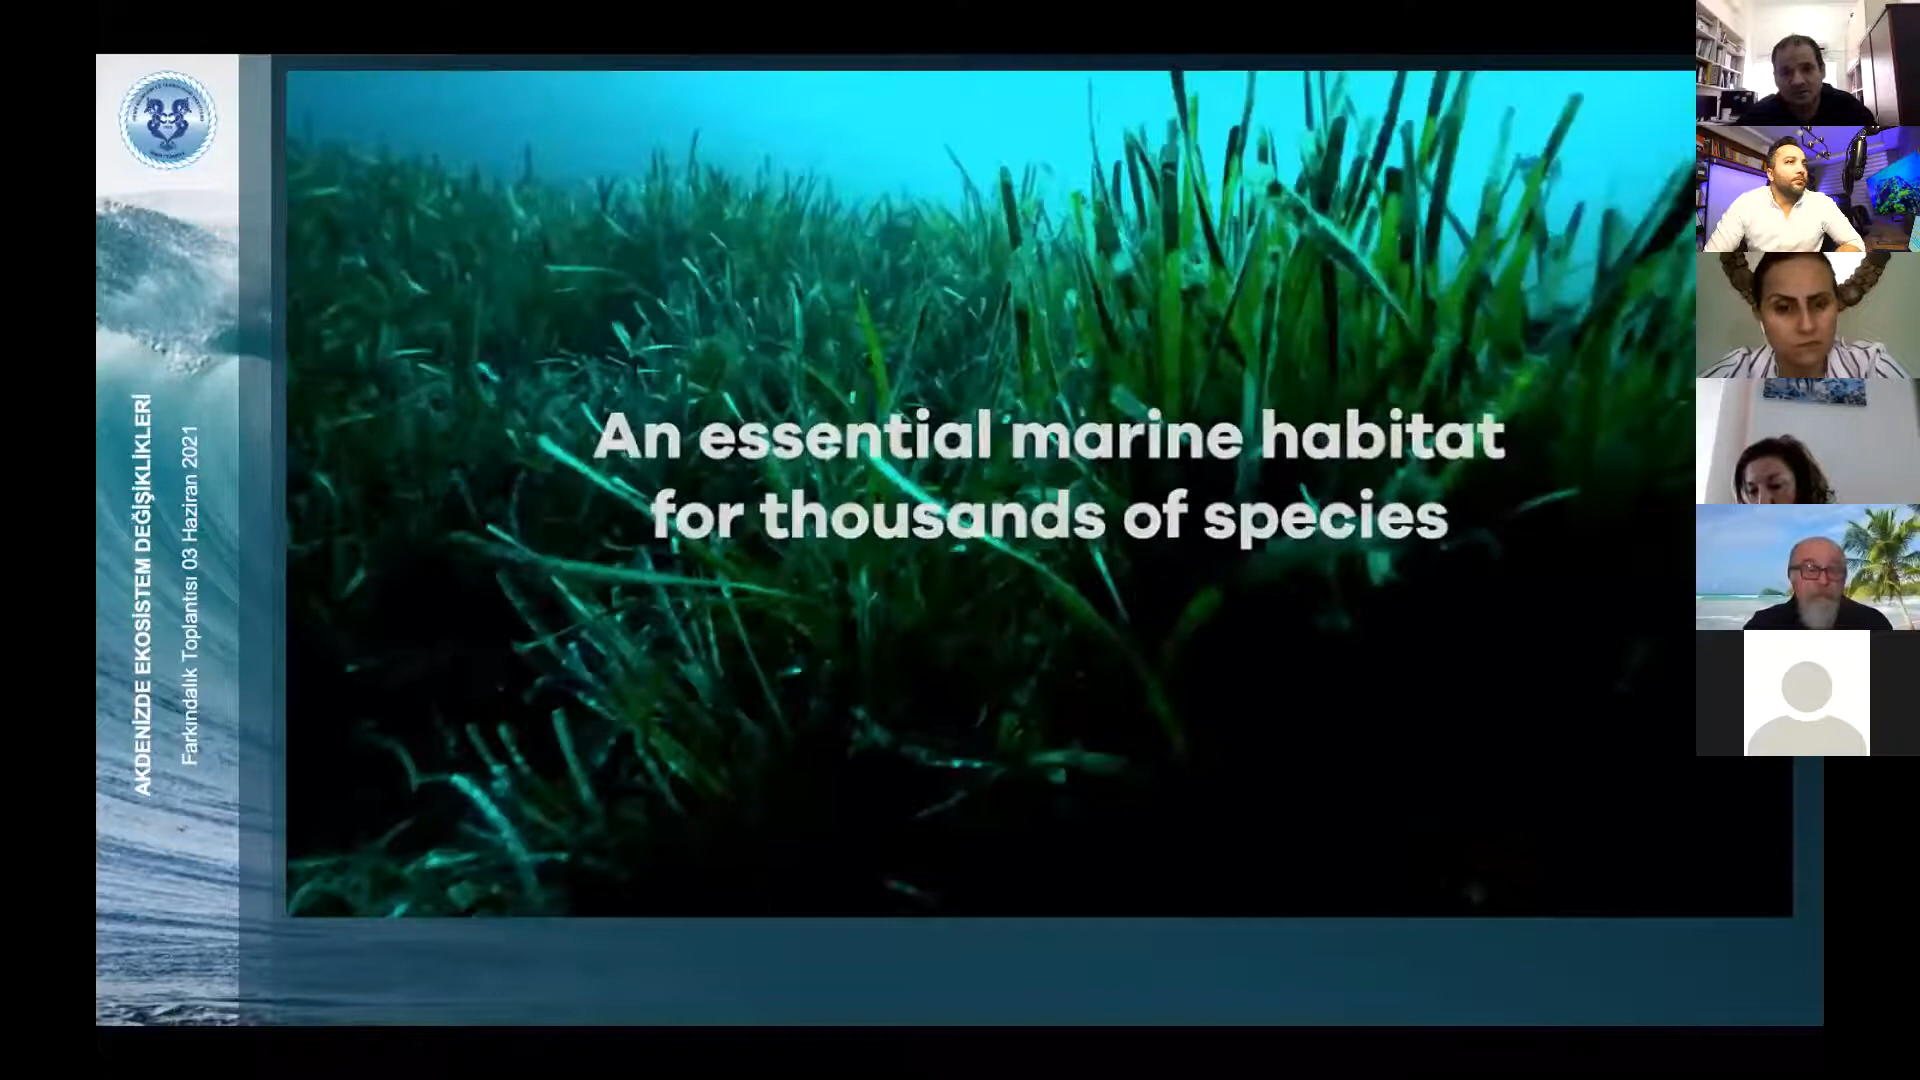 AKDENİZDE EKOSİSTEM DEĞİŞİKLİKLERİ
Farkındalık Toplantısı 03 Haziran 2021
An essential marine habitat
for thousands of species